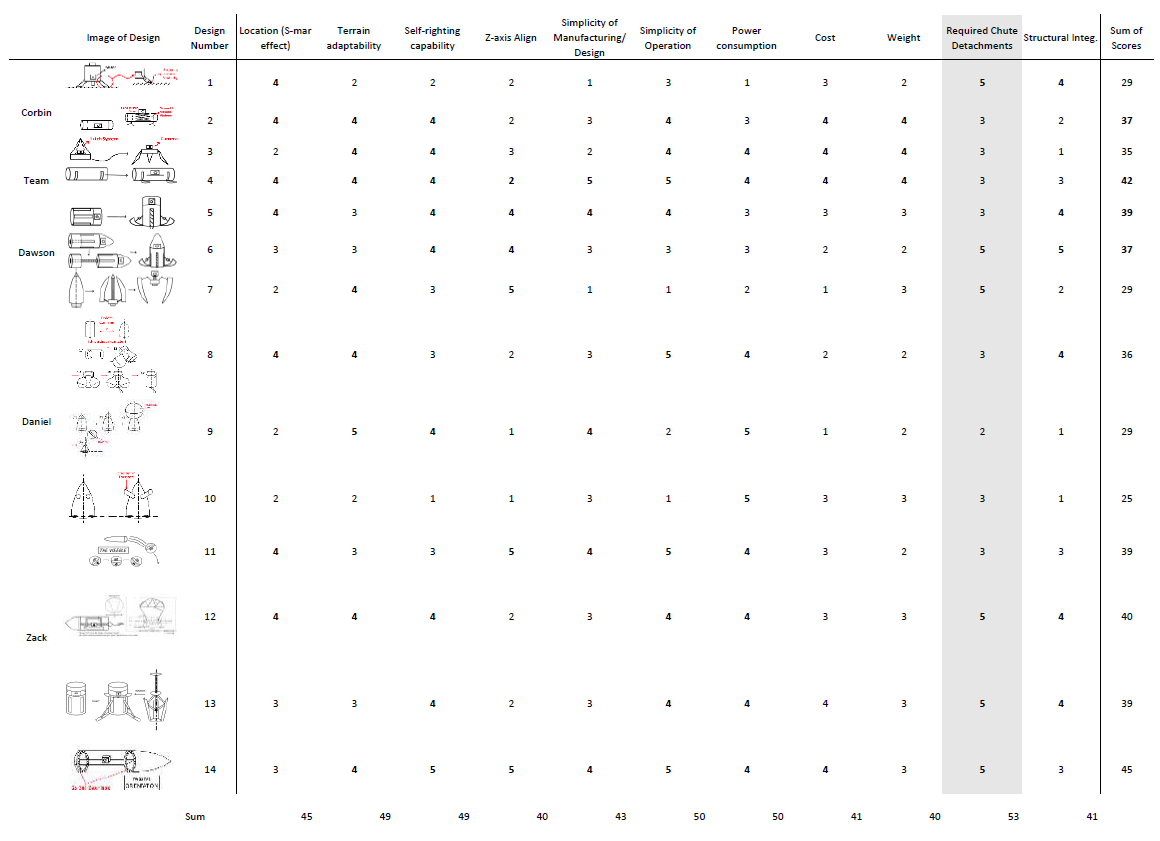 Image of Design Design Number Location (S-mar effect) Terrain adaptability Self-righting capability Z-axis Align Simplicity of Manufacturing/ Design Simplicity of Operation Power consumption Cost Weight Required Chute Detachments Structural Integ. Sum of Scores
1 4 2 2 2 1 3 1 3 2 5 4 29
Corbin
2 4 4 4 2 3 4 3 4 4 3 2 37
3 2 4 4 3 2 4 4 4 4 3 1 35
Team 4 4 4 4 2 5 5 4 4 4 3 3 42
5 4 3 4 4 4 4 3 3 3 3 4 39
Dawson 6 3 3 4 4 3 3 3 2 2 5 5 37
7 2 4 3 5 1 1 2 1 3 5 2 29
8 4 4 3 2 3 5 4 2 2 3 4 36
Daniel
9 2 5 4 1 4 2 5 1 2 2 1 29
10 2 2 1 1 3 1 5 3 3 3 1 25
THE VISIBLE
11 4 3 3 5 4 5 4 3 2 3 3 39
12 4 4 4 2 3 4 4 3 3 5 4 40
Zack
13 3 3 4 2 3 4 4 4 3 5 4 39
14 3 4 5 5 4 5 4 4 3 5 3 45
ORIENTATION
Sum 45 49 49 40 43 50 50 41 40 53 41